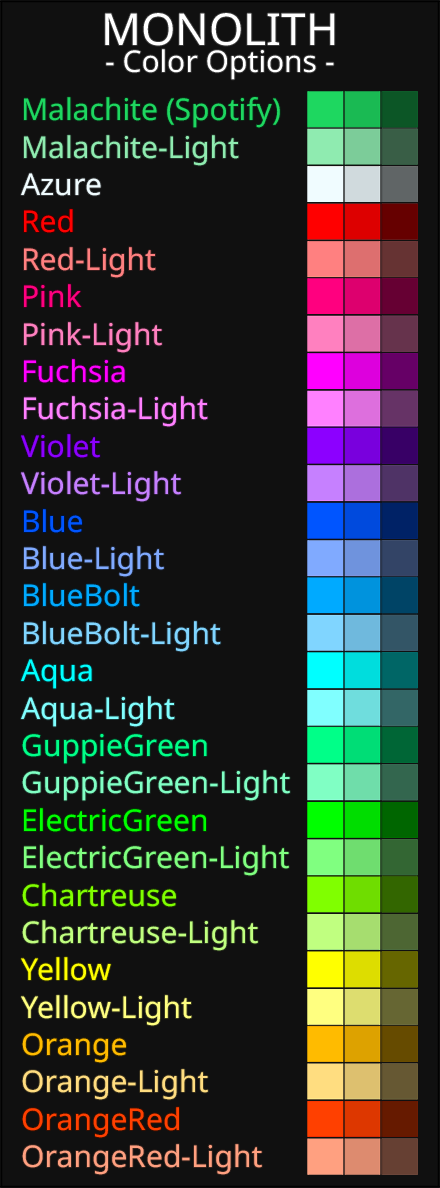 MONOLITH
- Color Options -
Malachite (Spotify)
Malachite-Light
Azure
Red
Red-Light
Pink
Pink-Light
Fuchsia
Fuchsia-Light
Violet
Violet-Light
Blue
Blue-Light
BlueBolt
BlueBolt-Light
Aqua
Aqua-Light
GuppieGreen
GuppieGreen-Light
ElectricGreen
ElectricGreen-Light
Chartreuse
Chartreuse-Light
Yellow
Yellow-Light
Orange
Orange-Light
OrangeRed
OrangeRed-Light